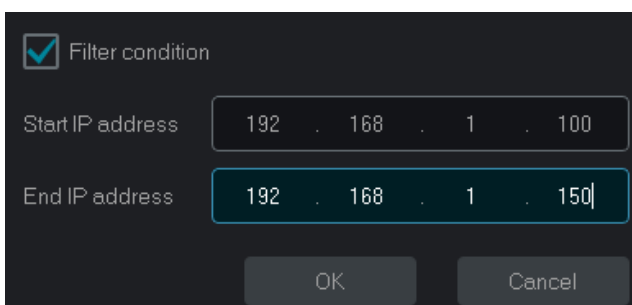 Filter condition
Start IP address 192 . 168 . 1 . 100
End IP address 192 . 168 . 1 . 150
OK Cancel